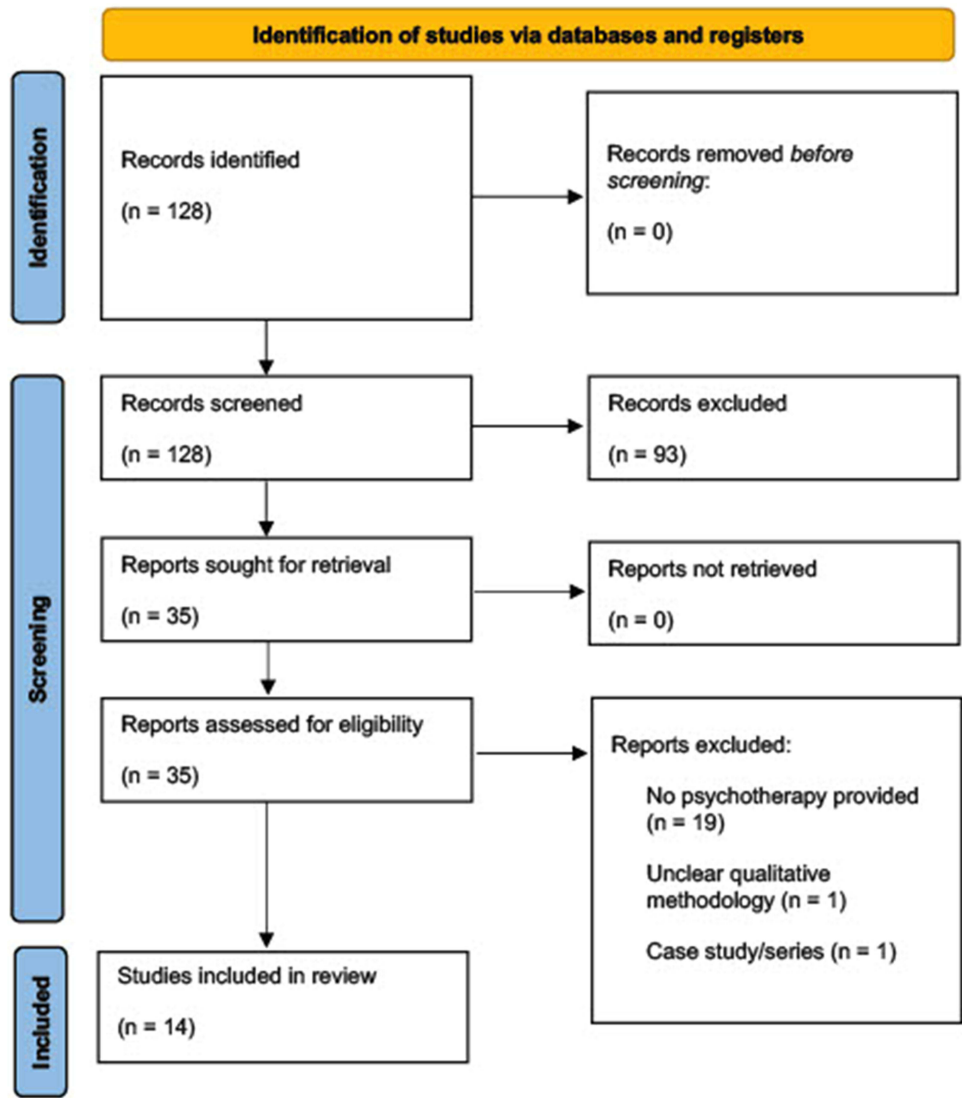 Identification of studies via databases and registers
Identification
Records identified
(n = 128)
Records removed before
screening:
(n = 0)
Screening
Records screened
(n = 128)
Records excluded
(n = 93)
Reports sought for retrieval
(n = 35)
Reports not retrieved
(n = 0)
Reports assessed for eligibility
(n = 35)
Reports excluded:
No psychotherapy provided
(n = 19)
Unclear qualitative
methodology (n = 1)
Case study/series (n = 1)
Included
Studies included in review
(n = 14)